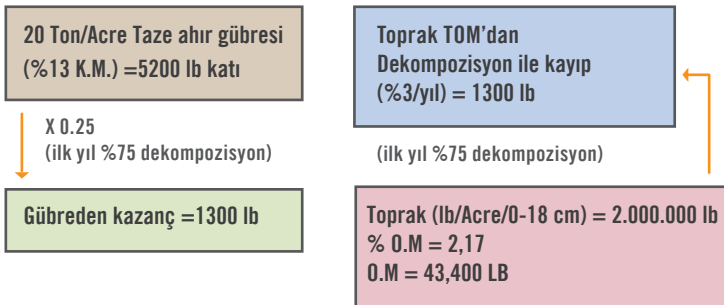 20 Ton/Acre Taze ahır gübresi
(%13 K.M.) =5200 lb katı
X 0.25
(ilk yıl %75 dekompozisyon)
Gübreden kazanç =1300 lb
Toprak TOM’dan
Dekompozisyon ile kayıp
(%3/yıl) = 1300 lb
(ilk yıl %75 dekompozisyon)
Toprak (lb/Acre/0-18 cm) = 2.000.000 lb
% O.M = 2,17
O.M = 43,400 LB